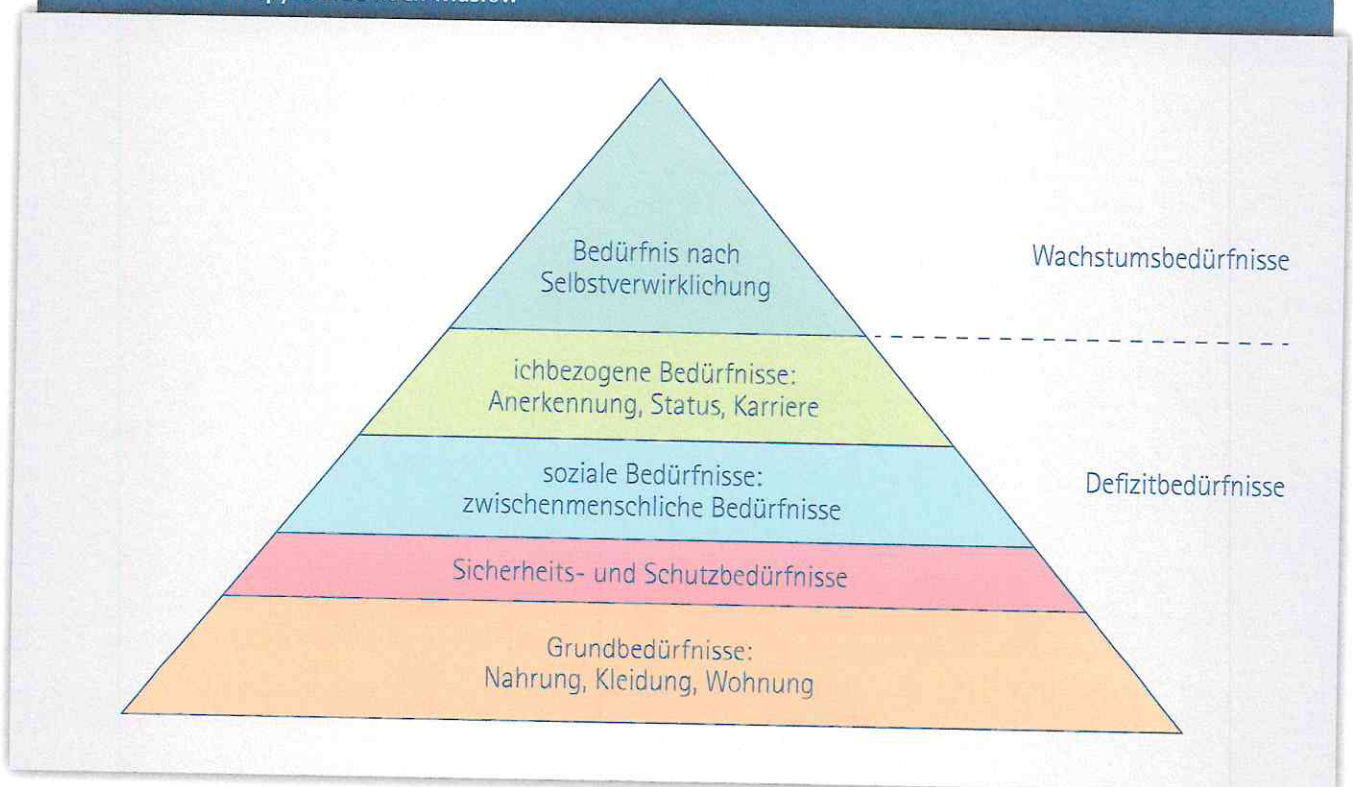 Bedürfnis nach
Selbstverwirklichung
Wachstumsbedürfnisse
ichbezogene Bedürfnisse:
Anerkennung, Status, Karriere
soziale Bedürfnisse:
zwischenmenschliche Bedürfnisse
Defizitbedürfnisse
Sicherheits- und Schutzbedürfnisse
Grundbedürfnisse:
Nahrung, Kleidung, Wohnung